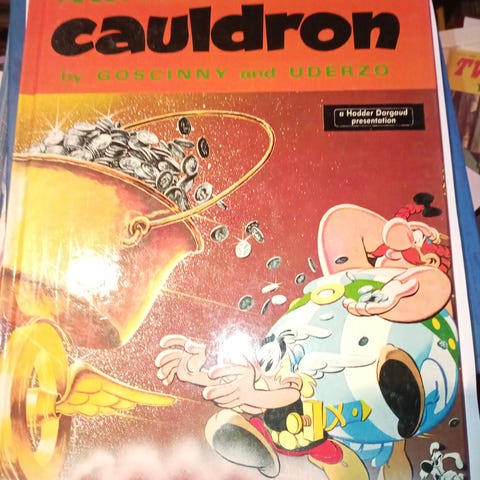 cauldron
by GOSCINNY and UDERZO
a Hodder Dargaud
presentation